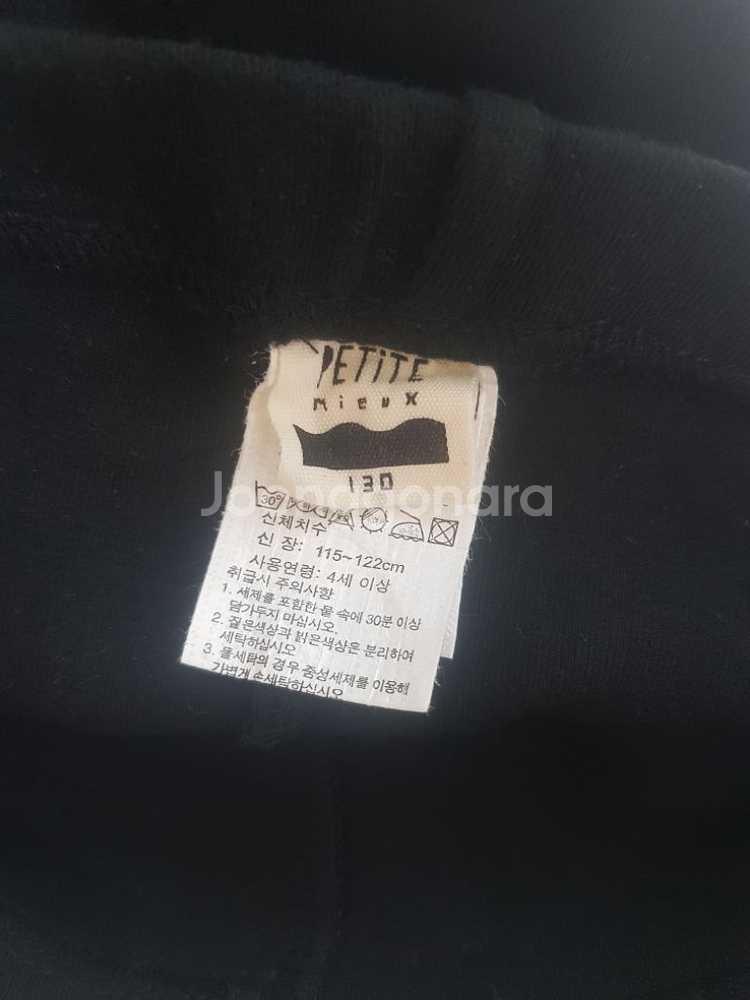 PETITE
mieux
130
Joonggonara
30°
신체치수
신 장: 115~122cm
사용연령: 4세 이상
취급시 주의사항
1. 세제를 포함한 물 속에 30분 이상
담가두지 마십시오.
2. 짙은색상과 밝은색상은 분리하여
세탁하십시오
3. 물세탁의 경우 중성세제를 이용해
가볍게 손세탁하십시오